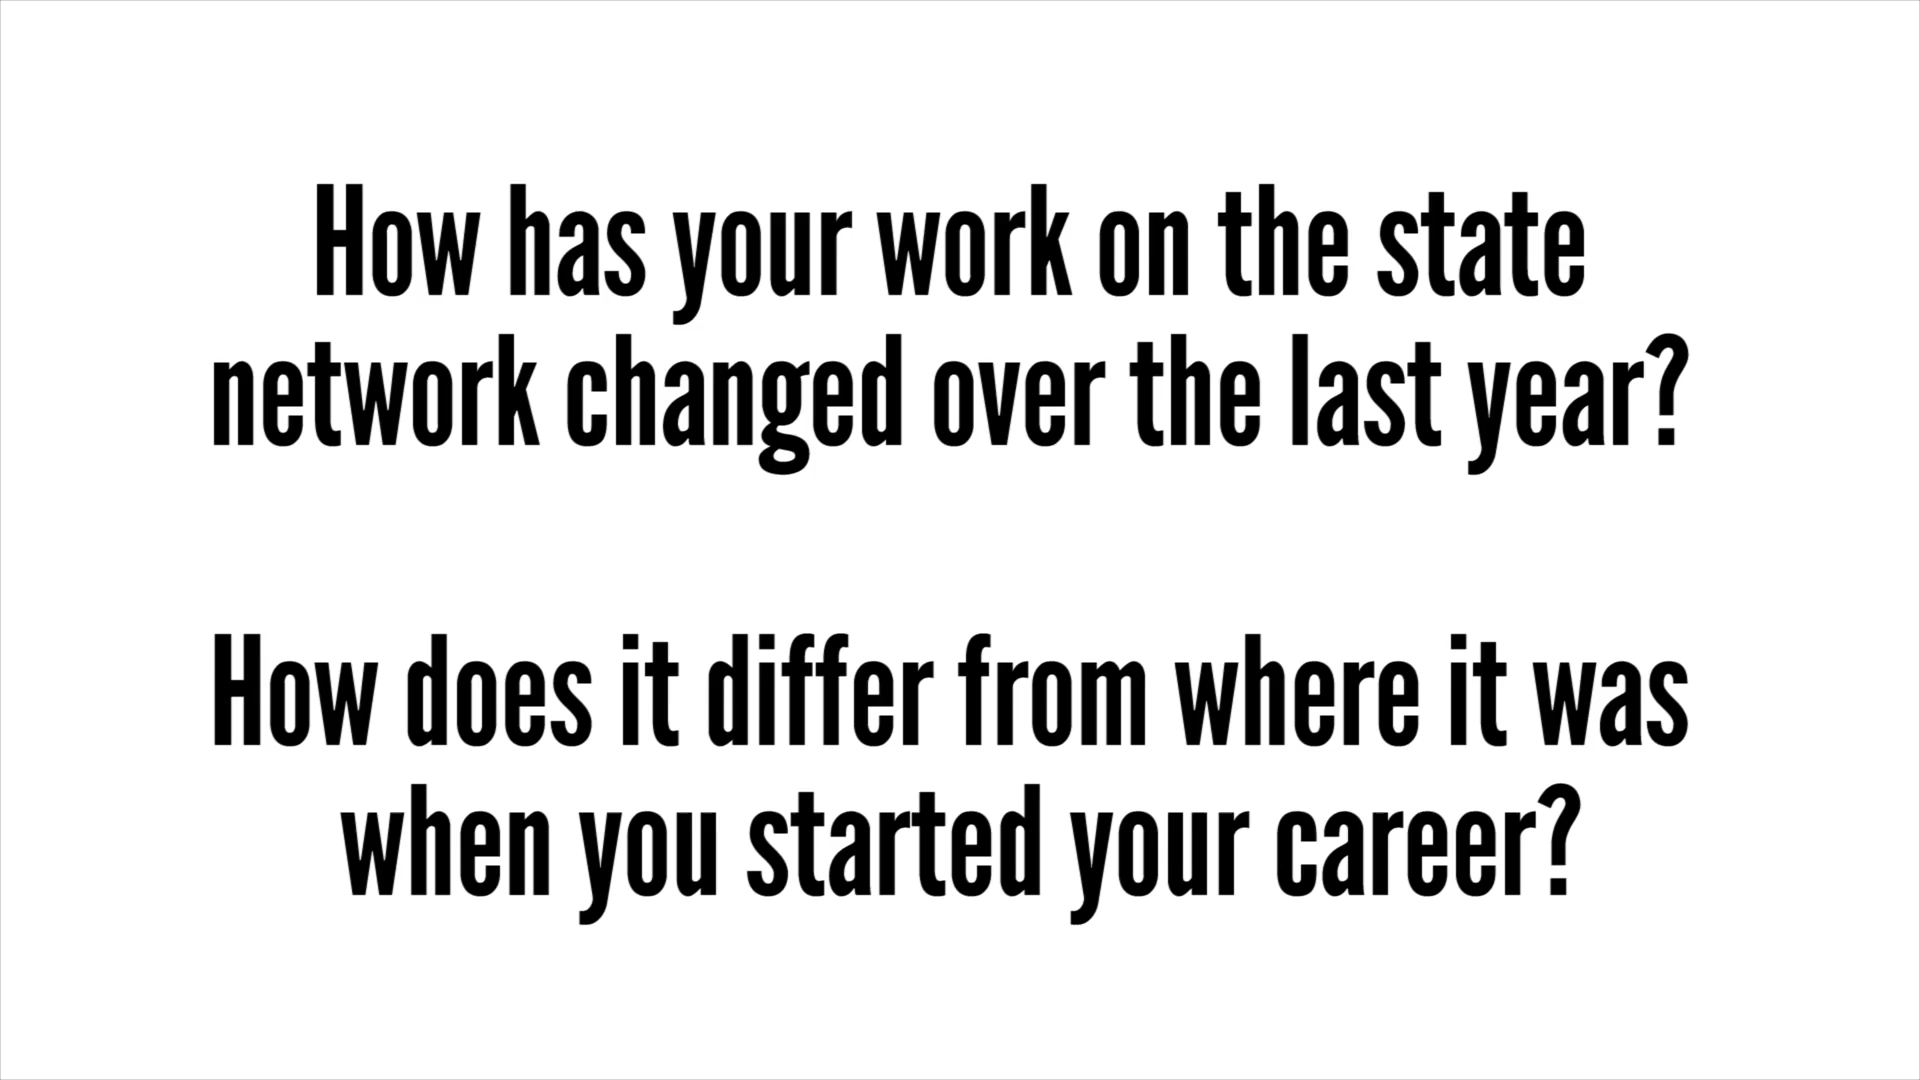 How has your work on the state
network changed over the last year?
How does it differ from where it was
when you started your career?